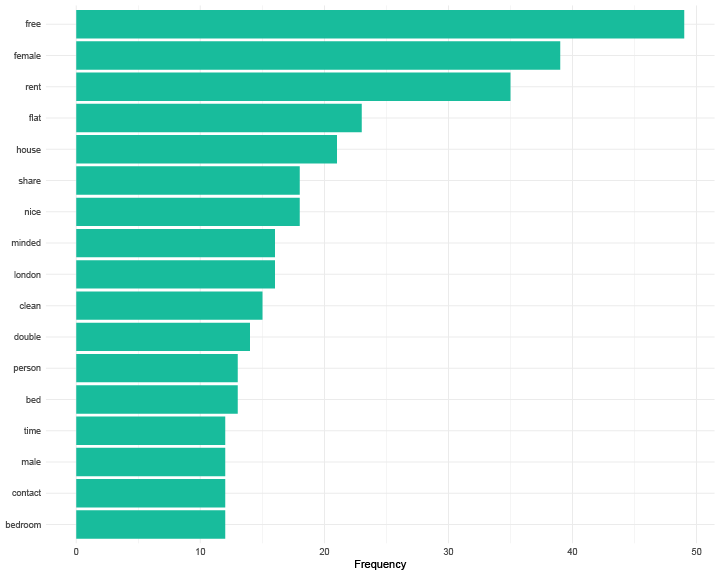 free
female
rent
flat
house
share
nice
minded
london
clean
double
person
bed
time
male
contact
bedroom
0 10 20 30 40 50
Frequency